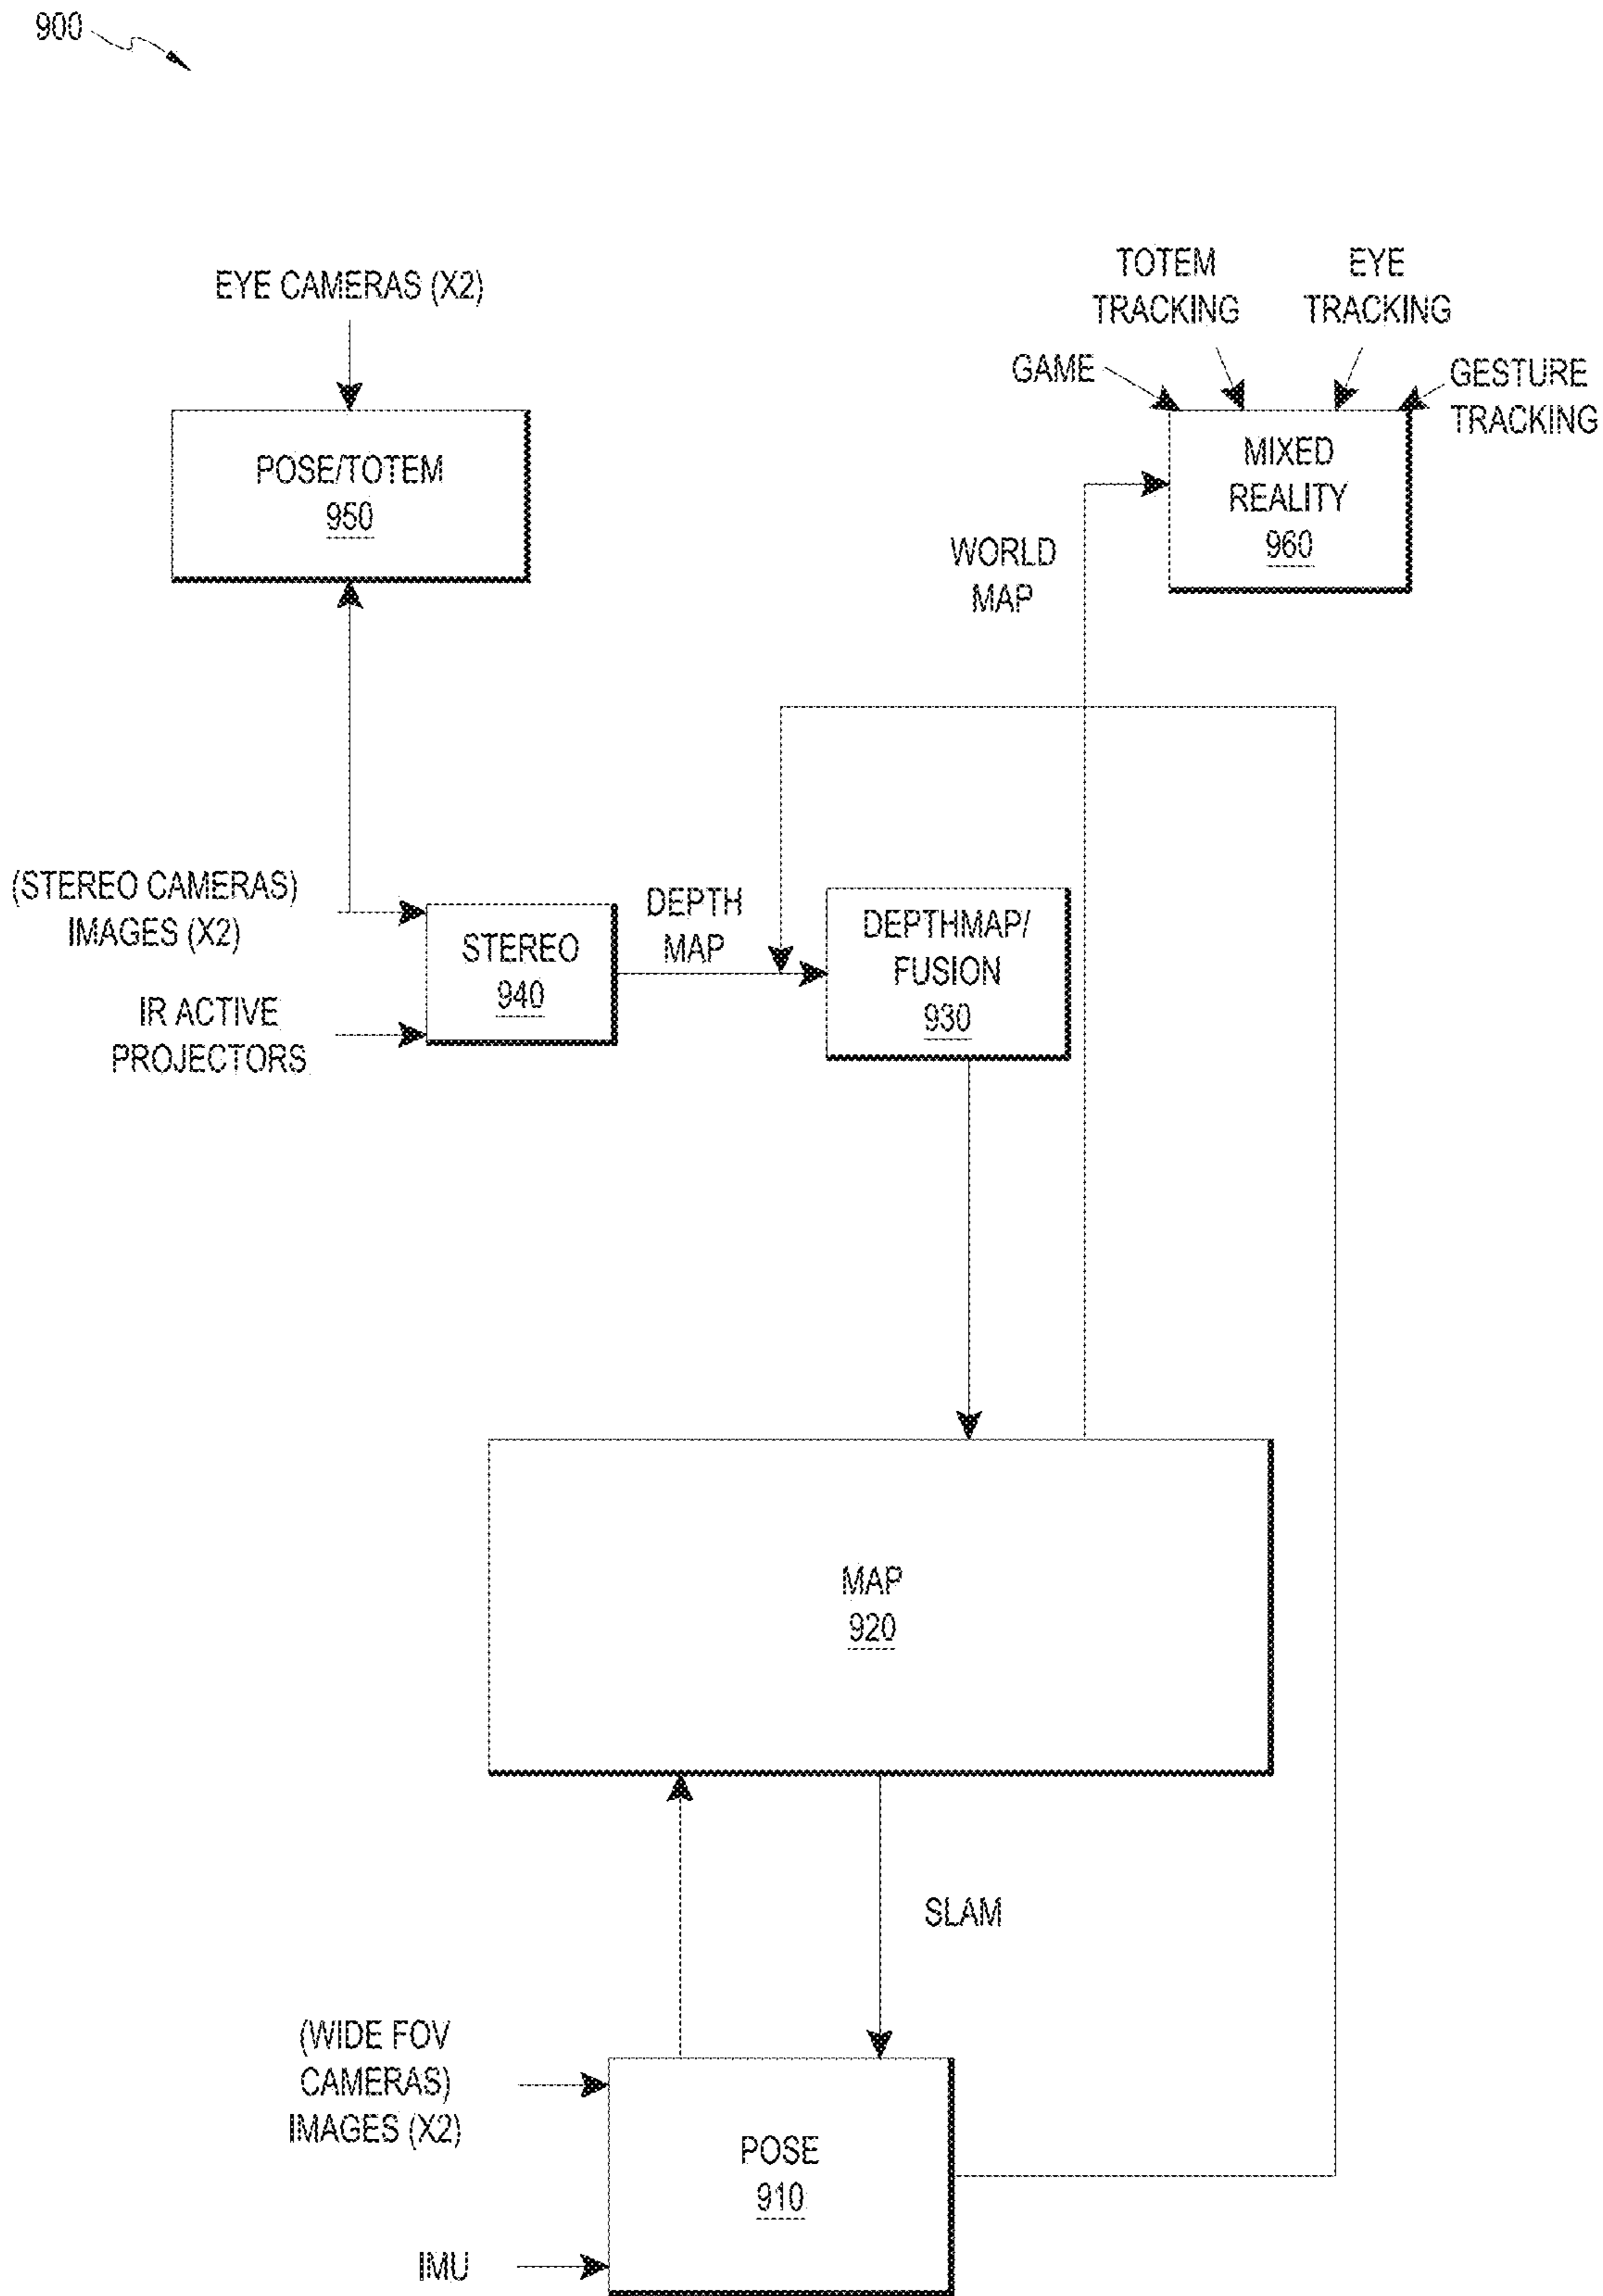 900
EYE CAMERAS (X2)
POSE/TOTEM
950
TOTEM
TRACKING
EYE
TRACKING
GAME
GESTURE
TRACKING
MIXED
REALITY
960
WORLD
MAP
(STEREO CAMERAS)
IMAGES (X2)
IR ACTIVE
PROJECTORS
STEREO
940
DEPTH
MAP
DEPTHMAP/
FUSION
930
MAP
920
SLAM
(WIDE FOV
CAMERAS)
IMAGES (X2)
POSE
910
IMU